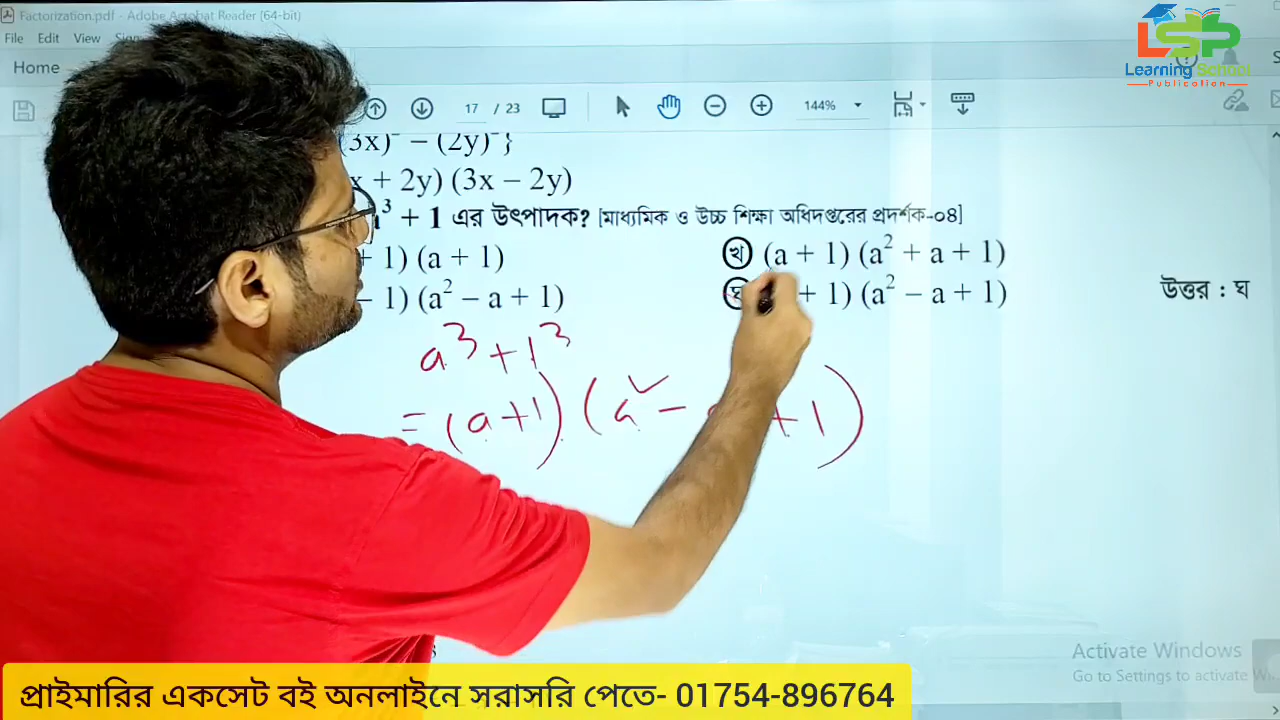 Factorization.pdf - Adobe Acrobat Reader (64-bit)
File Edit View
Home
17 / 23 144%
LSP
Learning School
Publication
(3x)⁻ − (2y)⁻}
+ 2y) (3x − 2y)
³ + 1 এর উৎপাদক? [মাধ্যমিক ও উচ্চ শিক্ষা অধিদপ্তরের প্রদর্শক-০৪]
+ 1) (a + 1)
খ (a + 1) (a² + a + 1)
− 1) (a² − a + 1)
ঘ + 1) (a² − a + 1)
উত্তর : ঘ
a³ + 1³
= (a+1) (a² − + 1)
Activate Windows
Go to Settings to activate
প্রাইমারির একসেট বই অনলাইনে সরাসরি পেতে- 01754-896764